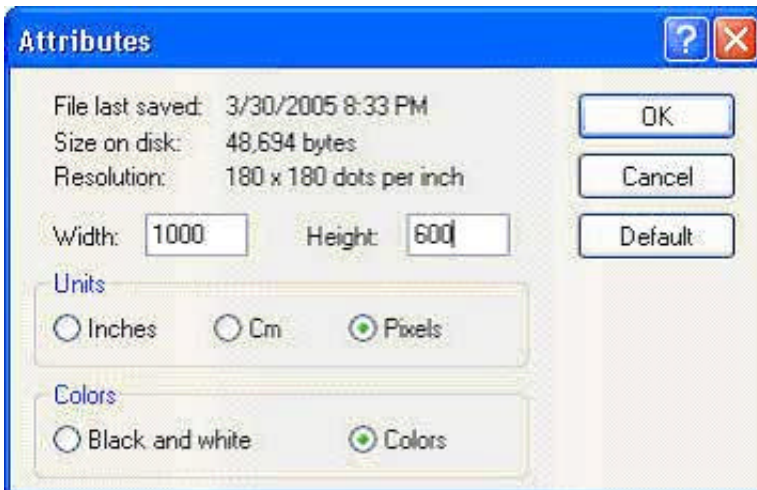 Attributes
File last saved: 3/30/2005 8:33 PM
Size on disk: 48,694 bytes
Resolution: 180 x 180 dots per inch
OK
Cancel
Width: 1000 Height: 600
Default
Units
Inches Cm Pixels
Colors
Black and white Colors